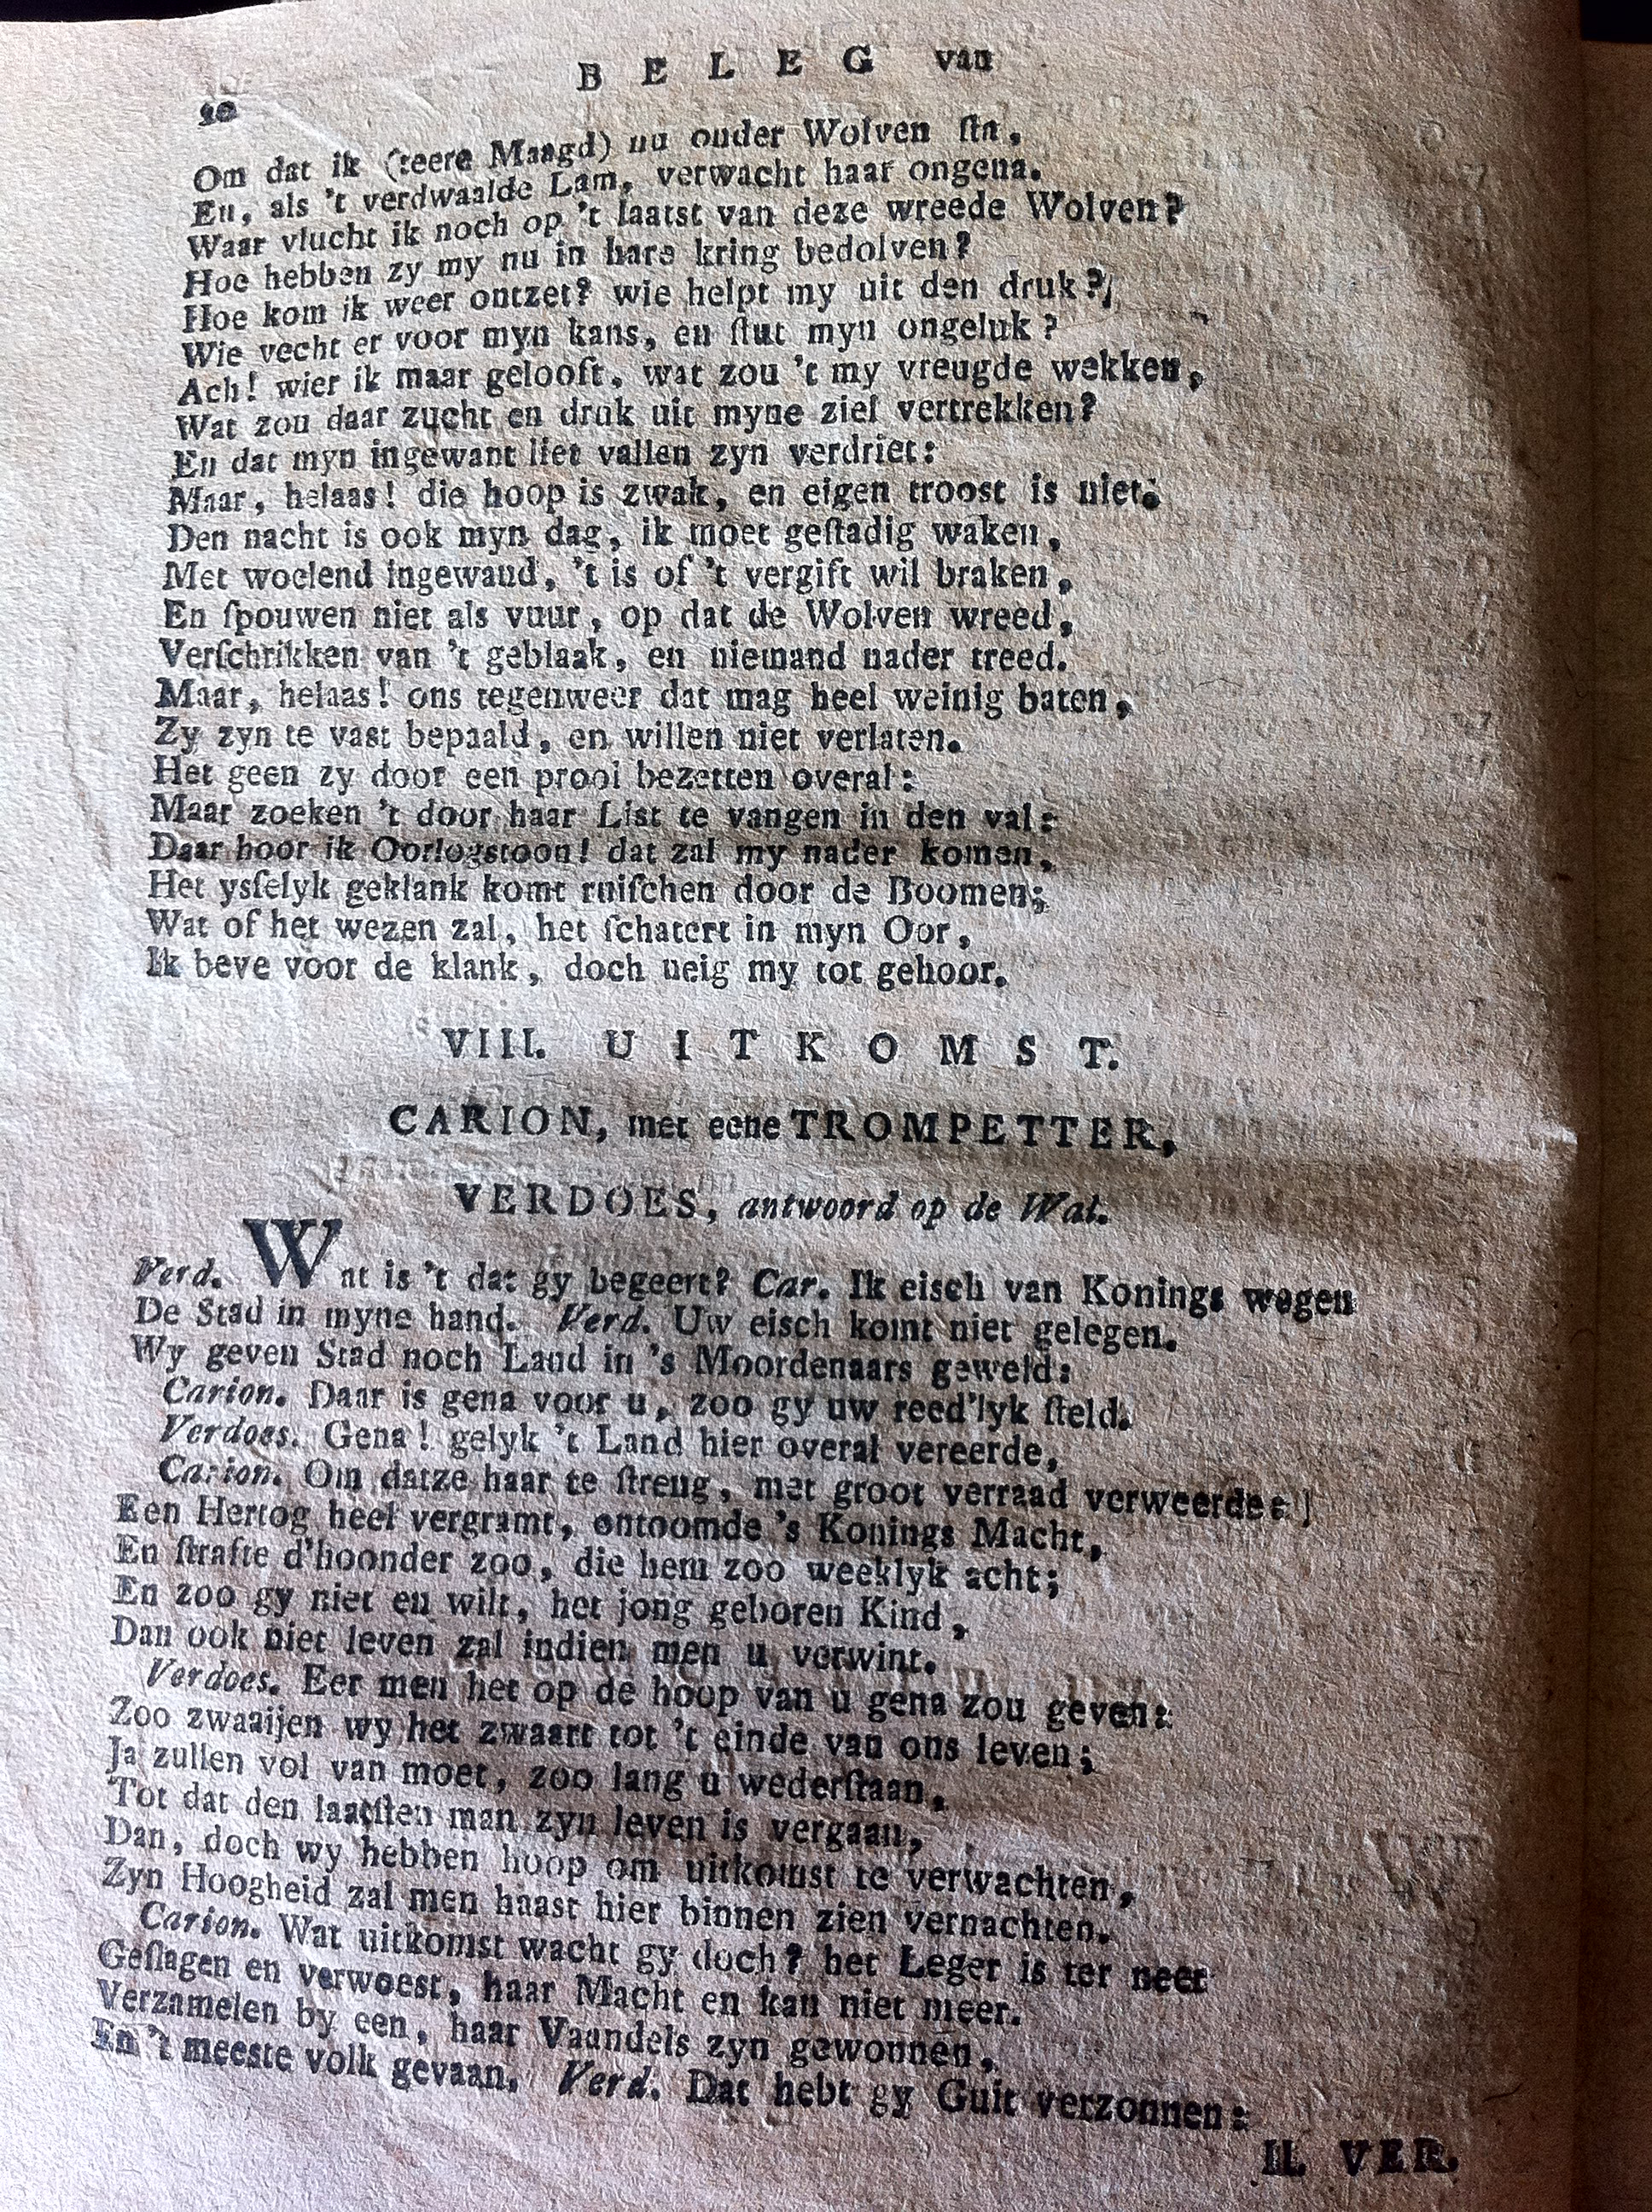 BELEG van
20
Om dat ik (teere Maagd) nu onder Wolven ſta,
En, als 't verdwaalde Lam, verwacht haar ongena.
Waar vlucht ik noch op 't laatst van deze wreede Wolven?
Hoe hebben zy my nu in hare kring bedolven?
Hoe kom ik weer ontzet? wie helpt my uit den druk?
Wie vecht er voor myn kans, en ſtut myn ongeluk?
Ach! wier ik maar gelooft, wat zou 't my vreugde wekken,
Wat zou daar zucht en druk uit myne ziel vertrekken?
En dat myn ingewant liet vallen zyn verdriet:
Maar, helaas! die hoop is zwak, en eigen troost is niet:
Den nacht is ook myn dag, ik moet geſtadig waken,
Met woelend ingewand, 't is of 't vergift wil braken,
En ſpouwen niet als vuur, op dat de Wolven wreed,
Verſchrikken van 't geblaak, en niemand nader treed.
Maar, helaas! ons tegenweer dat mag heel weinig baten,
Zy zyn te vast bepaald, en willen niet verlaten.
Het geen zy door een prooi bezetten overal:
Maar zoeken 't door haar List te vangen in den val:
Daar hoor ik Oorlogstoon! dat zal my nader komen,
Het ysſelyk geklank komt ruiſchen door de Boomen;
Wat of het wezen zal, het ſchatert in myn Oor,
Ik beve voor de klank, doch neig my tot gehoor.
VIII. UITKOMST.
CARION, met eene TROMPETTER,
VERDOES, antwoord op de Wal.
Verd. Wat is 't dat gy begeert? Car. Ik eisch van Konings wegen
De Stad in myne hand. Verd. Uw eisch komt niet gelegen.
Wy geven Stad noch Land in 's Moordenaars geweld:
Carion. Daar is gena voor u, zoo gy uw reed'lyk ſteld.
Verdoes. Gena! gelyk 't Land hier overal vereerde,
Carion. Om datze haar te ſtreng, met groot verraad verweerde:
Een Hertog heel vergramt, ontoomde 's Konings Macht,
En ſtrafte d'hoonder zoo, die hem zoo weeklyk acht;
En zoo gy niet en wilt, het jong geboren Kind,
Dan ook niet leven zal indien men u verwint.
Verdoes. Eer men het op de hoop van u gena zou geven:
Zoo zwaaijen wy het zwaart tot 't einde van ons leven;
Ja zullen vol van moet, zoo lang u wederſtaan,
Tot dat den laatſten man zyn leven is vergaan,
Dan, doch wy hebben hoop om uitkomst te verwachten,
Zyn Hoogheid zal men haast hier binnen zien vernachten.
Carion. Wat uitkomst wacht gy doch? het Leger is ter neer
Geſlagen en verwoest, haar Macht en kan niet meer.
Verzamelen by een, haar Vaandels zyn gewonnen,
En 't meeste volk gevaan. Verd. Dat hebt gy Guit verzonnen:
II. VER.